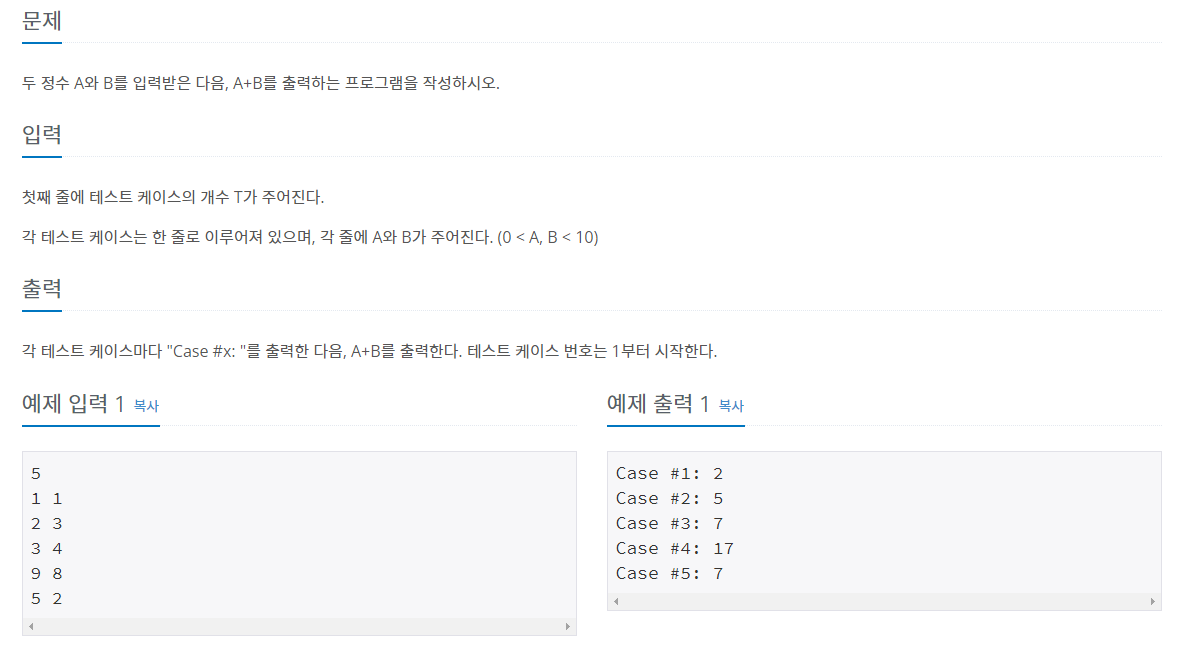 문제
두 정수 A와 B를 입력받은 다음, A+B를 출력하는 프로그램을 작성하시오.
입력
첫째 줄에 테스트 케이스의 개수 T가 주어진다.
각 테스트 케이스는 한 줄로 이루어져 있으며, 각 줄에 A와 B가 주어진다. (0 < A, B < 10)
출력
각 테스트 케이스마다 "Case #x: "를 출력한 다음, A+B를 출력한다. 테스트 케이스 번호는 1부터 시작한다.
예제 입력 1 복사
5
1 1
2 3
3 4
9 8
5 2
예제 출력 1 복사
Case #1: 2
Case #2: 5
Case #3: 7
Case #4: 17
Case #5: 7